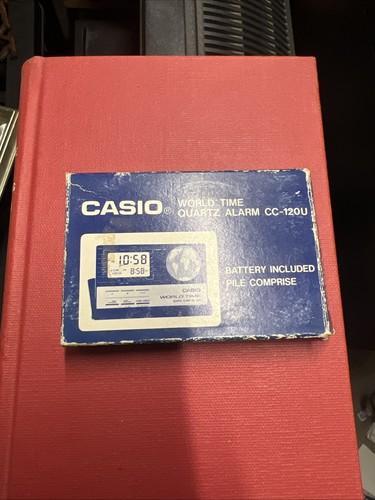 CASIO®
WORLD TIME
QUARTZ ALARM CC-120U
10:58
8:58
CASIO
WORLD TIME
BATTERY INCLUDED
PILE COMPRISE